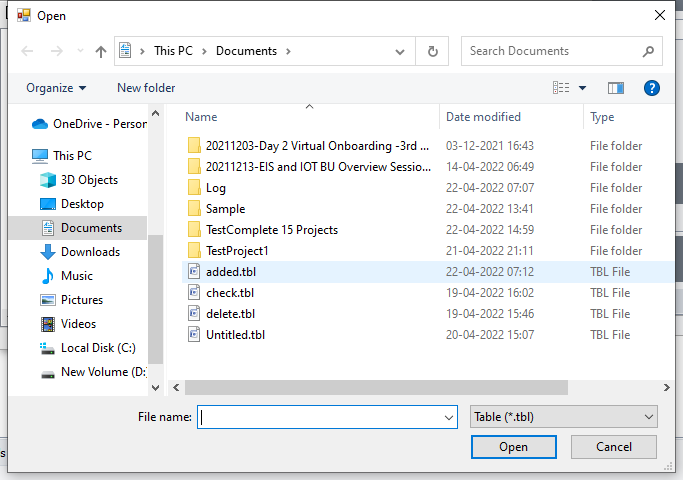 Open
This PC > Documents >
Search Documents
Organize
New folder
Name
Date modified
Type
OneDrive - Person
This PC
3D Objects
Desktop
Documents
Downloads
Music
Pictures
Videos
Local Disk (C:)
New Volume (D:
20211203-Day 2 Virtual Onboarding -3rd ... 03-12-2021 16:43 File folder
20211213-EIS and IOT BU Overview Sessio... 14-04-2022 06:49 File folder
Log 22-04-2022 07:07 File folder
Sample 22-04-2022 13:41 File folder
TestComplete 15 Projects 22-04-2022 14:59 File folder
TestProject1 21-04-2022 21:11 File folder
added.tbl 22-04-2022 07:12 TBL File
check.tbl 19-04-2022 16:02 TBL File
delete.tbl 19-04-2022 15:46 TBL File
Untitled.tbl 20-04-2022 15:07 TBL File
File name:
Table (*.tbl)
Open
Cancel